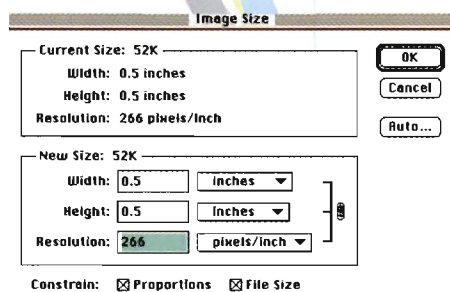 Image Size
Current Size: 52K
Width: 0.5 inches
Height: 0.5 inches
Resolution: 266 pixels/inch
OK
Cancel
Auto...
New Size: 52K
Width: 0.5 inches
Height: 0.5 inches
Resolution: 266 pixels/inch
Constrain: Proportions File Size